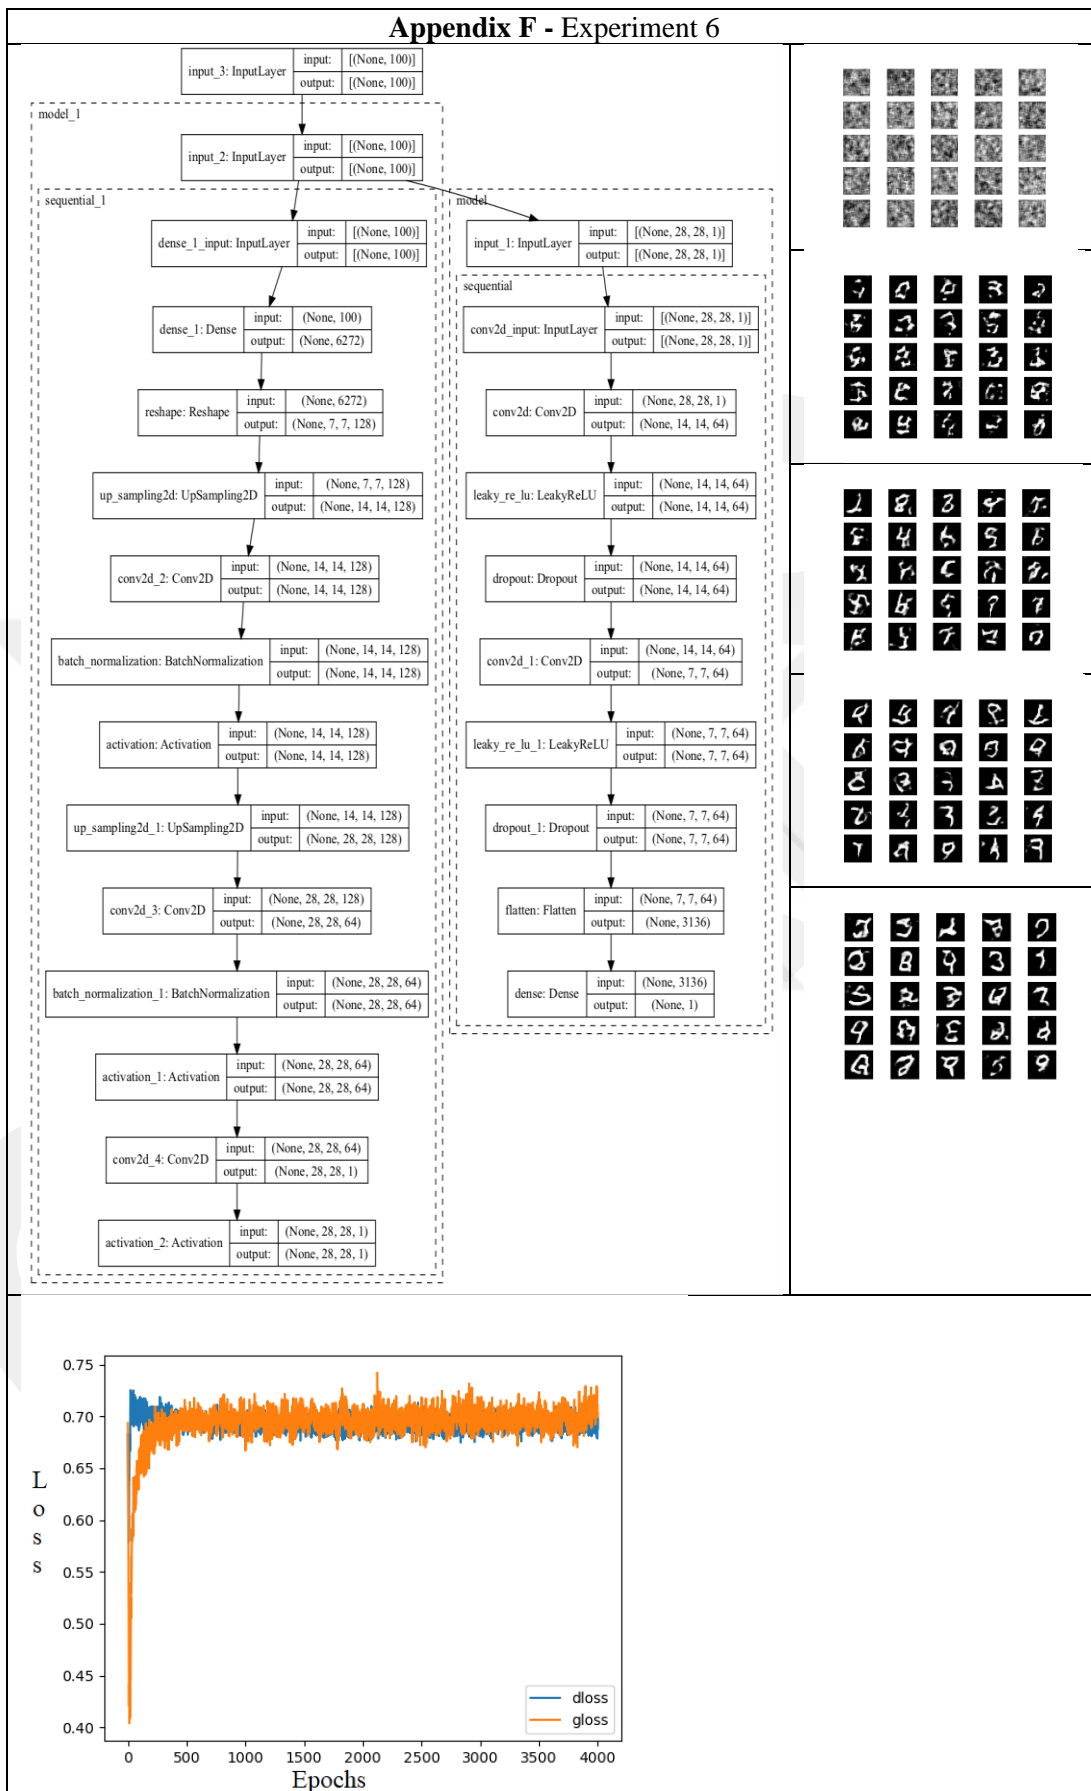 Appendix F - Experiment 6
input_3: InputLayer
input: [(None, 100)]
output: [(None, 100)]
model_1
input_2: InputLayer
input: [(None, 100)]
output: [(None, 100)]
sequential_1
dense_1_input: InputLayer
input: [(None, 100)]
output: [(None, 100)]
dense_1: Dense
input: (None, 100)
output: (None, 6272)
reshape: Reshape
input: (None, 6272)
output: (None, 7, 7, 128)
up_sampling2d: UpSampling2D
input: (None, 7, 7, 128)
output: (None, 14, 14, 128)
conv2d_2: Conv2D
input: (None, 14, 14, 128)
output: (None, 14, 14, 128)
batch_normalization: BatchNormalization
input: (None, 14, 14, 128)
output: (None, 14, 14, 128)
activation: Activation
input: (None, 14, 14, 128)
output: (None, 14, 14, 128)
up_sampling2d_1: UpSampling2D
input: (None, 14, 14, 128)
output: (None, 28, 28, 128)
conv2d_3: Conv2D
input: (None, 28, 28, 128)
output: (None, 28, 28, 64)
batch_normalization_1: BatchNormalization
input: (None, 28, 28, 64)
output: (None, 28, 28, 64)
activation_1: Activation
input: (None, 28, 28, 64)
output: (None, 28, 28, 64)
conv2d_4: Conv2D
input: (None, 28, 28, 64)
output: (None, 28, 28, 1)
activation_2: Activation
input: (None, 28, 28, 1)
output: (None, 28, 28, 1)
model
input_1: InputLayer
input: [(None, 28, 28, 1)]
output: [(None, 28, 28, 1)]
sequential
conv2d_input: InputLayer
input: [(None, 28, 28, 1)]
output: [(None, 28, 28, 1)]
conv2d: Conv2D
input: (None, 28, 28, 1)
output: (None, 14, 14, 64)
leaky_re_lu: LeakyReLU
input: (None, 14, 14, 64)
output: (None, 14, 14, 64)
dropout: Dropout
input: (None, 14, 14, 64)
output: (None, 14, 14, 64)
conv2d_1: Conv2D
input: (None, 14, 14, 64)
output: (None, 7, 7, 64)
leaky_re_lu_1: LeakyReLU
input: (None, 7, 7, 64)
output: (None, 7, 7, 64)
dropout_1: Dropout
input: (None, 7, 7, 64)
output: (None, 7, 7, 64)
flatten: Flatten
input: (None, 7, 7, 64)
output: (None, 3136)
dense: Dense
input: (None, 3136)
output: (None, 1)
Loss
0.75
0.70
0.65
0.60
0.55
0.50
0.45
0.40
dloss
gloss
0 500 1000 1500 2000 2500 3000 3500 4000
Epochs